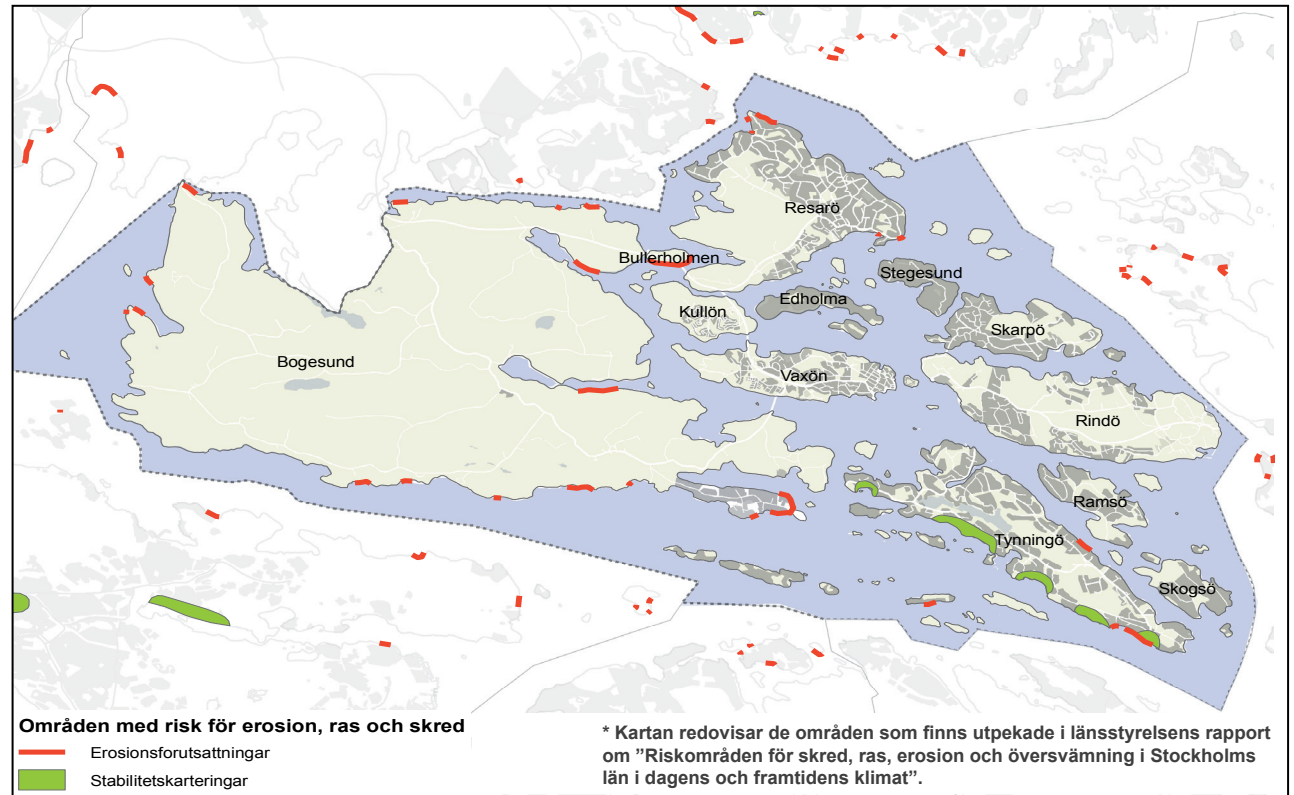 Resarö
Bullerholmen
Stegesund
Edholma
Kullön
Skarpö
Bogesund
Vaxön
Rindö
Ramsö
Tynningö
Skogsö
Områden med risk för erosion, ras och skred
Erosionsforutsattningar
Stabilitetskarteringar
* Kartan redovisar de områden som finns utpekade i länsstyrelsens rapport
om ”Riskområden för skred, ras, erosion och översvämning i Stockholms
län i dagens och framtidens klimat”.